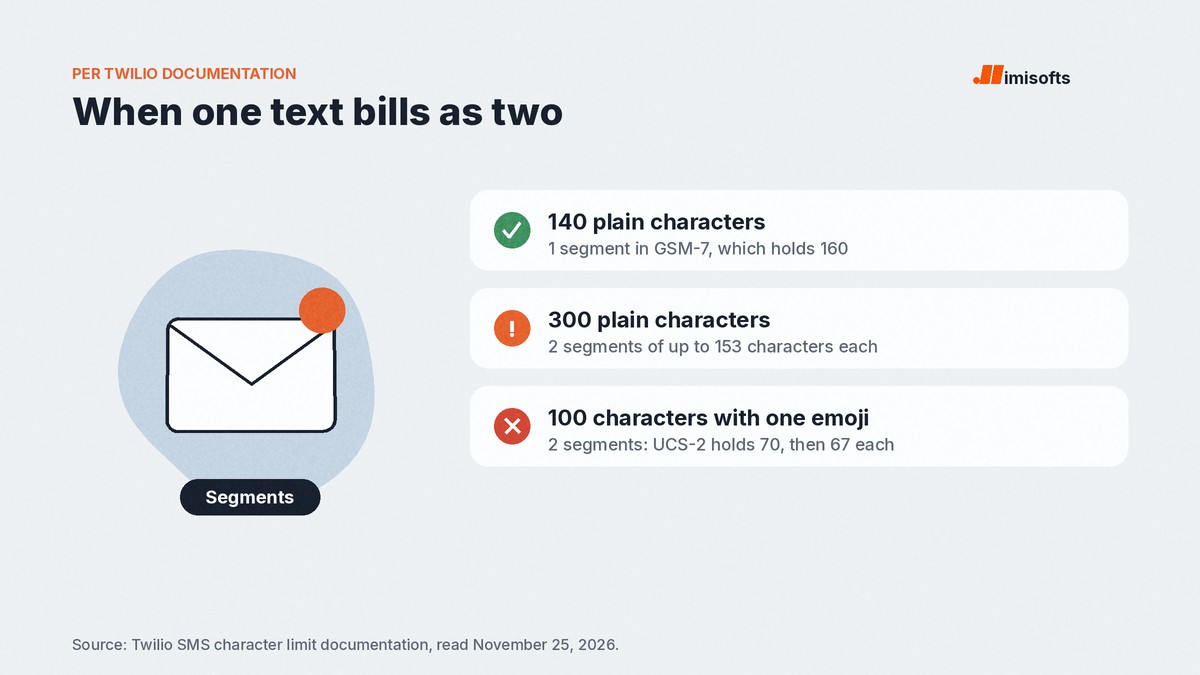 PER TWILIO DOCUMENTATION
imisofts
When one text bills as two
140 plain characters
1 segment in GSM-7, which holds 160
300 plain characters
2 segments of up to 153 characters each
100 characters with one emoji
2 segments: UCS-2 holds 70, then 67 each
Segments
Source: Twilio SMS character limit documentation, read November 25, 2026.